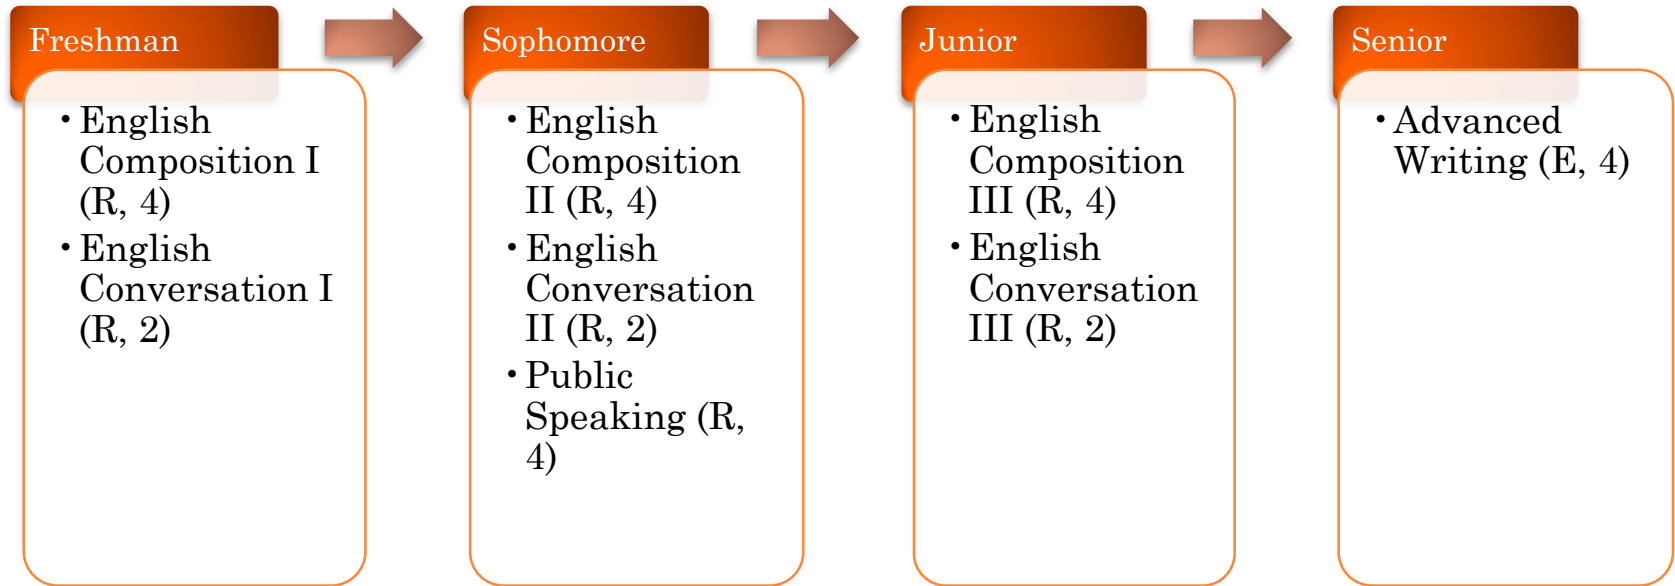 Freshman
• English
Composition I
(R, 4)
• English
Conversation I
(R, 2)
Sophomore
• English
Composition
II (R, 4)
• English
Conversation
II (R, 2)
• Public
Speaking (R,
4)
Junior
• English
Composition
III (R, 4)
• English
Conversation
III (R, 2)
Senior
• Advanced
Writing (E, 4)